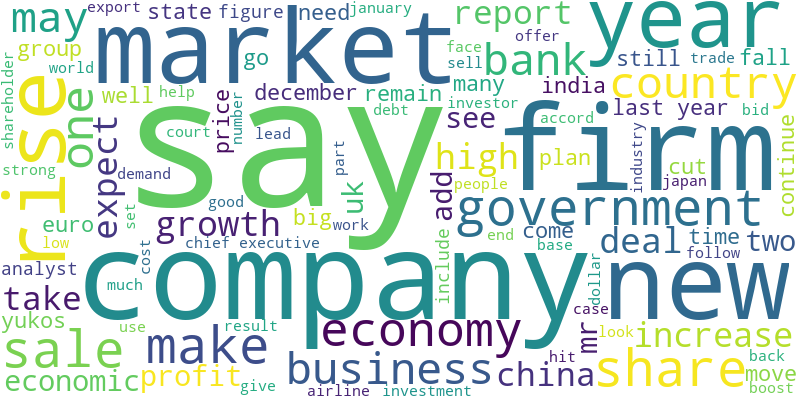 may
export
state
figure
january
need
report
year
market
group
go
face
offer
bank
still
trade
fall
world
sell
many
india
country
shareholder
rise
one
well
help
december
remain
debt
investor
last year
bid
say
firm
price
number
court
lead
see
accord
expect
high
plan
industry
cut
continue
strong
demand
part
people
japan
add
government
set
good
uk
big
work
growth
euro
low
chief executive
end
come
base
deal
time
two
follow
analyst
cost
much
company
include
dollar
new
take
yukos
use
result
economy
case
mr
look
increase
sale
make
business
hit
china
share
back
move
boost
economic
profit
give
airline
investment